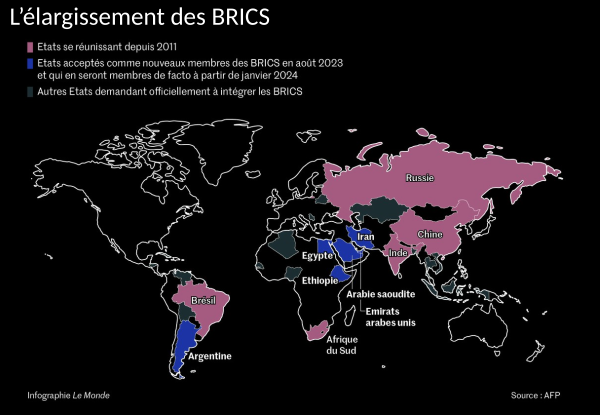 L’élargissement des BRICS
Etats se réunissant depuis 2011
Etats acceptés comme nouveaux membres des BRICS en août 2023
et qui en seront membres de facto à partir de janvier 2024
Autres Etats demandant officiellement à intégrer les BRICS
Russie
Chine
Iran
Inde
Egypte
Ethiopie
Arabie saoudite
Brésil
Emirats
arabes unis
Afrique
du Sud
Argentine
Infographie Le Monde
Source : AFP